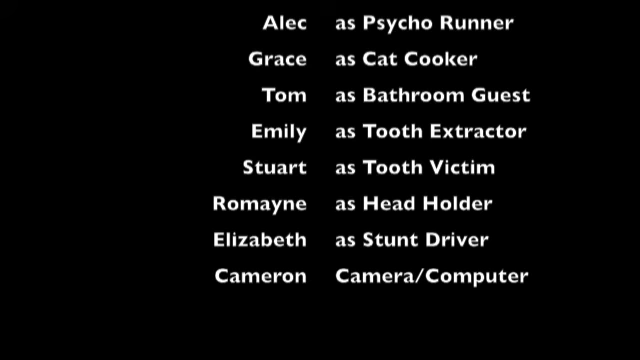 Alec as Psycho Runner
Grace as Cat Cooker
Tom as Bathroom Guest
Emily as Tooth Extractor
Stuart as Tooth Victim
Romayne as Head Holder
Elizabeth as Stunt Driver
Cameron Camera/Computer